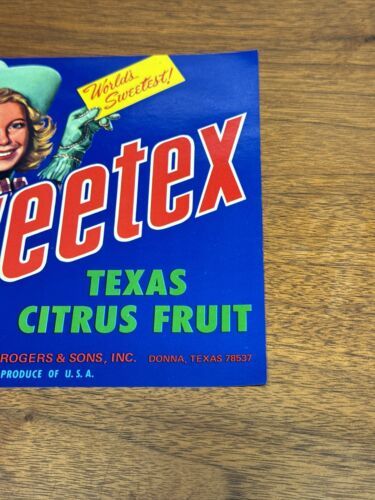 World's
Sweetest!
eetex
TEXAS
CITRUS FRUIT
ROGERS & SONS, INC. DONNA, TEXAS 78537
PRODUCE OF U.S.A.